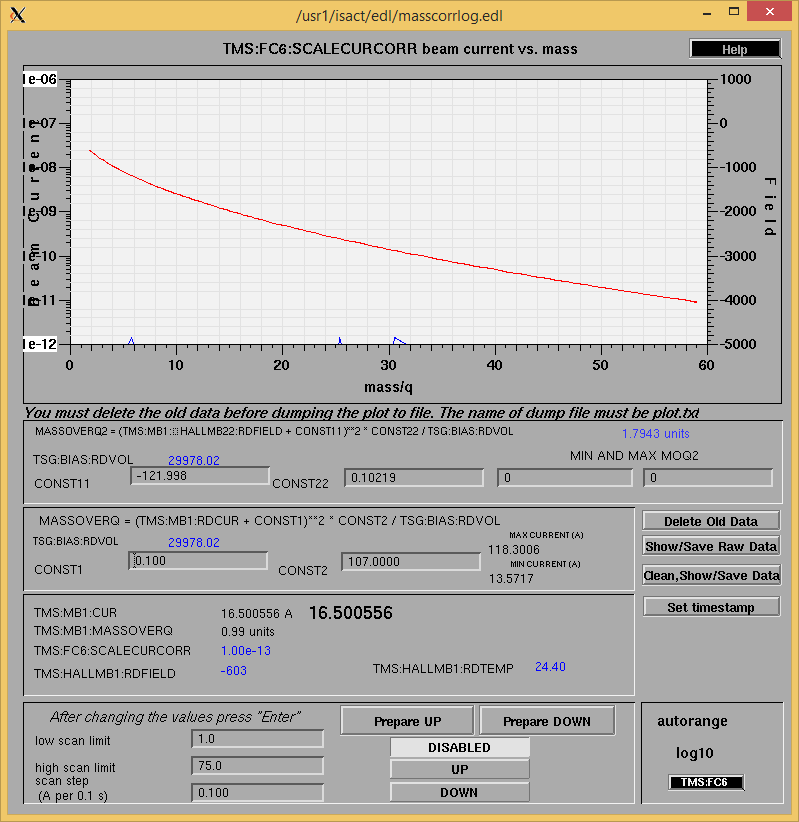 /usr1/isact/edl/masscorrlog.edl
TMS:FC6:SCALECURCORR beam current vs. mass
Help
1e-06
1000
e-07
0
e-08
-1000
e-09
-2000
e-10
-3000
e-11
-4000
1e-12
-5000
Beam Current
Field
0 10 20 30 40 50 60
mass/q
You must delete the old data before dumping the plot to file. The name of dump file must be plot.txt
MASSOVERQ2 = (TMS:MB1:HALLMB22:RDFIELD + CONST11)**2 * CONST22 / TSG:BIAS:RDVOL
1.7943 units
TSG:BIAS:RDVOL 29978.02
MIN AND MAX MOQ2
CONST11 -121.998 CONST22 0.10219 0 0
MASSOVERQ = (TMS:MB1:RDCUR + CONST1)**2 * CONST2 / TSG:BIAS:RDVOL
TSG:BIAS:RDVOL 29978.02
MAX CURRENT (A)
118.3006
CONST1 0.100 CONST2 107.0000
MIN CURRENT (A)
13.5717
Delete Old Data
Show/Save Raw Data
Clean,Show/Save Data
Set timestamp
TMS:MB1:CUR 16.500556 A 16.500556
TMS:MB1:MASSOVERQ 0.99 units
TMS:FC6:SCALECURCORR 1.00e-13
TMS:HALLMB1:RDFIELD -603
TMS:HALLMB1:RDTEMP 24.40
After changing the values press "Enter"
low scan limit 1.0
high scan limit 75.0
scan step
(A per 0.1 s) 0.100
Prepare UP Prepare DOWN
DISABLED
UP
DOWN
autorange
log10
TMS:FC6